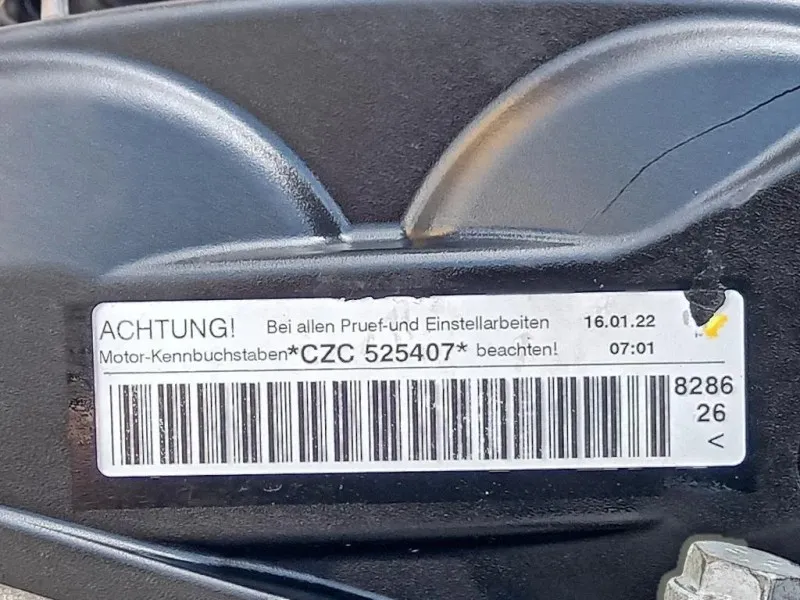 ACHTUNG! Bei allen Pruef-und Einstellarbeiten 16.01.22
Motor-Kennbuchstaben *CZC 525407* beachten! 07:01
8286
26
<